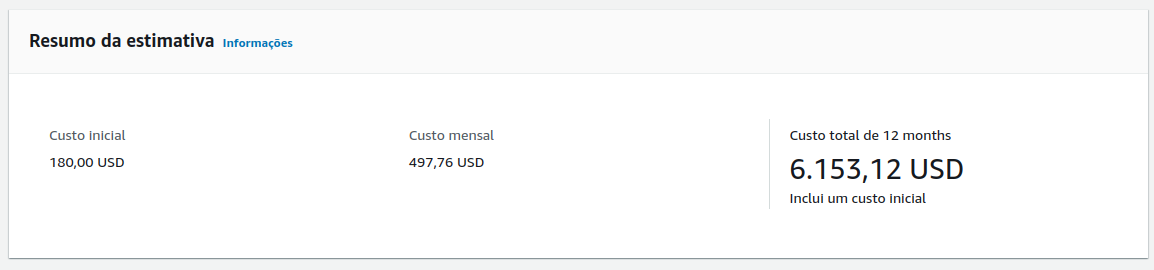 Resumo da estimativa Informações
Custo inicial
180,00 USD
Custo mensal
497,76 USD
Custo total de 12 months
6.153,12 USD
Inclui um custo inicial